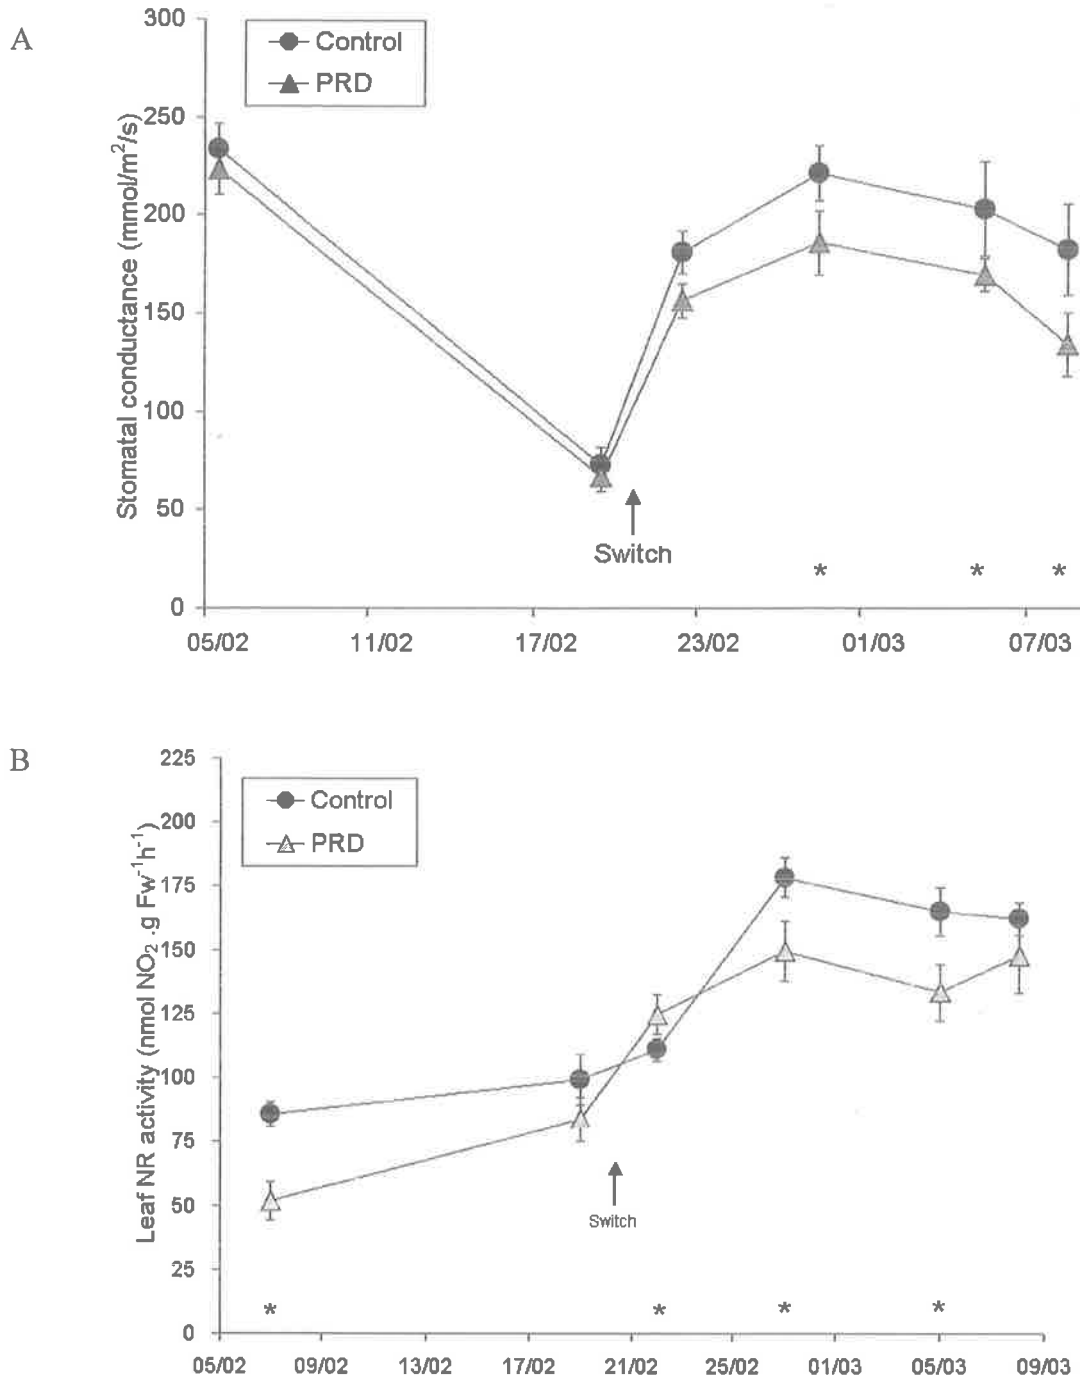 A
300
Control
PRD
250
200
150
100
50
0
Stomatal conductance (mmol/m²/s)
Switch
* * *
05/02 11/02 17/02 23/02 01/03 07/03
B
225
Control
PRD
200
175
150
125
100
75
50
25
0
Leaf NR activity (nmol NO₂ .g Fw⁻¹h⁻¹)
Switch
* * * *
05/02 09/02 13/02 17/02 21/02 25/02 01/03 05/03 09/03